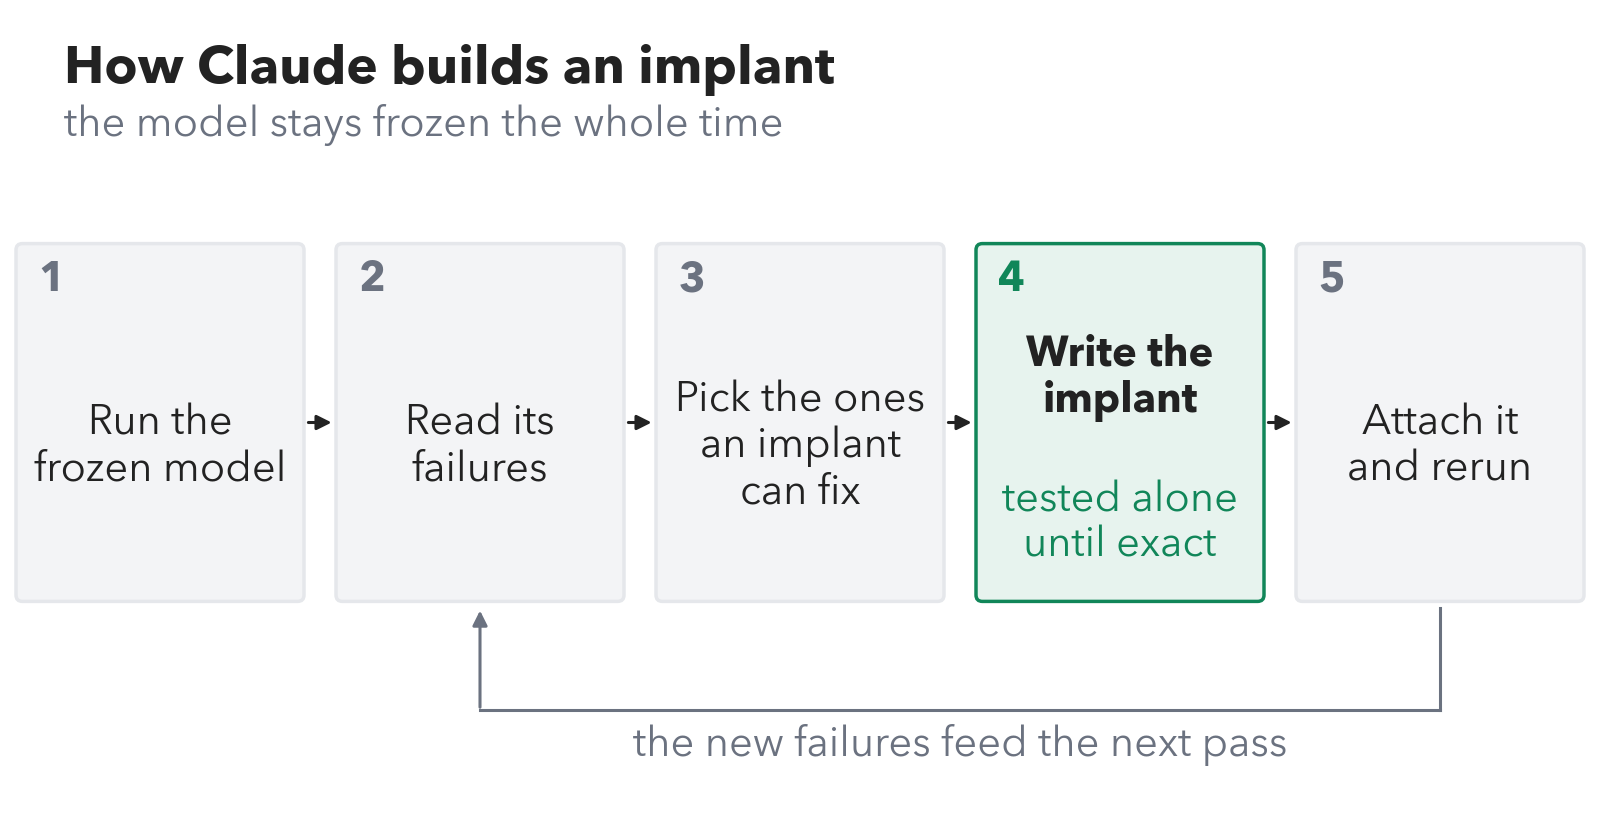 How Claude builds an implant
the model stays frozen the whole time
1
Run the
frozen model
2
Read its
failures
3
Pick the ones
an implant
can fix
4
Write the
implant
tested alone
until exact
5
Attach it
and rerun
the new failures feed the next pass